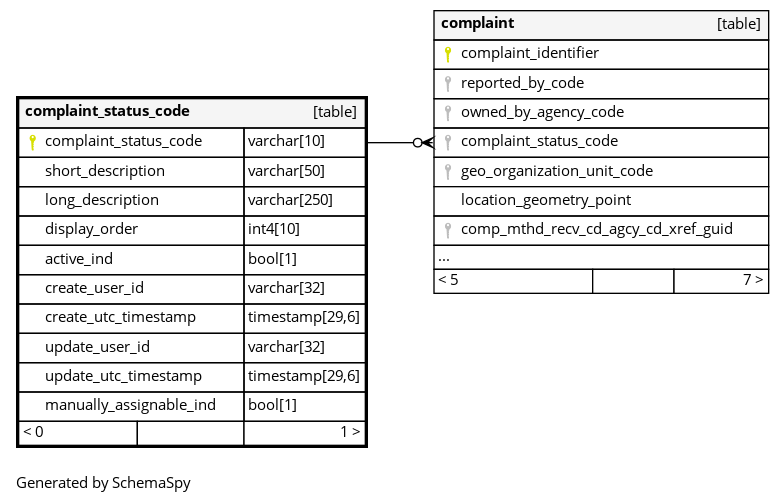 complaint [table]
complaint_identifier
reported_by_code
owned_by_agency_code
complaint_status_code
geo_organization_unit_code
location_geometry_point
comp_mthd_recv_cd_agcy_cd_xref_guid
...
< 5 7 >
complaint_status_code [table]
complaint_status_code varchar[10]
short_description varchar[50]
long_description varchar[250]
display_order int4[10]
active_ind bool[1]
create_user_id varchar[32]
create_utc_timestamp timestamp[29,6]
update_user_id varchar[32]
update_utc_timestamp timestamp[29,6]
manually_assignable_ind bool[1]
< 0 1 >
Generated by SchemaSpy